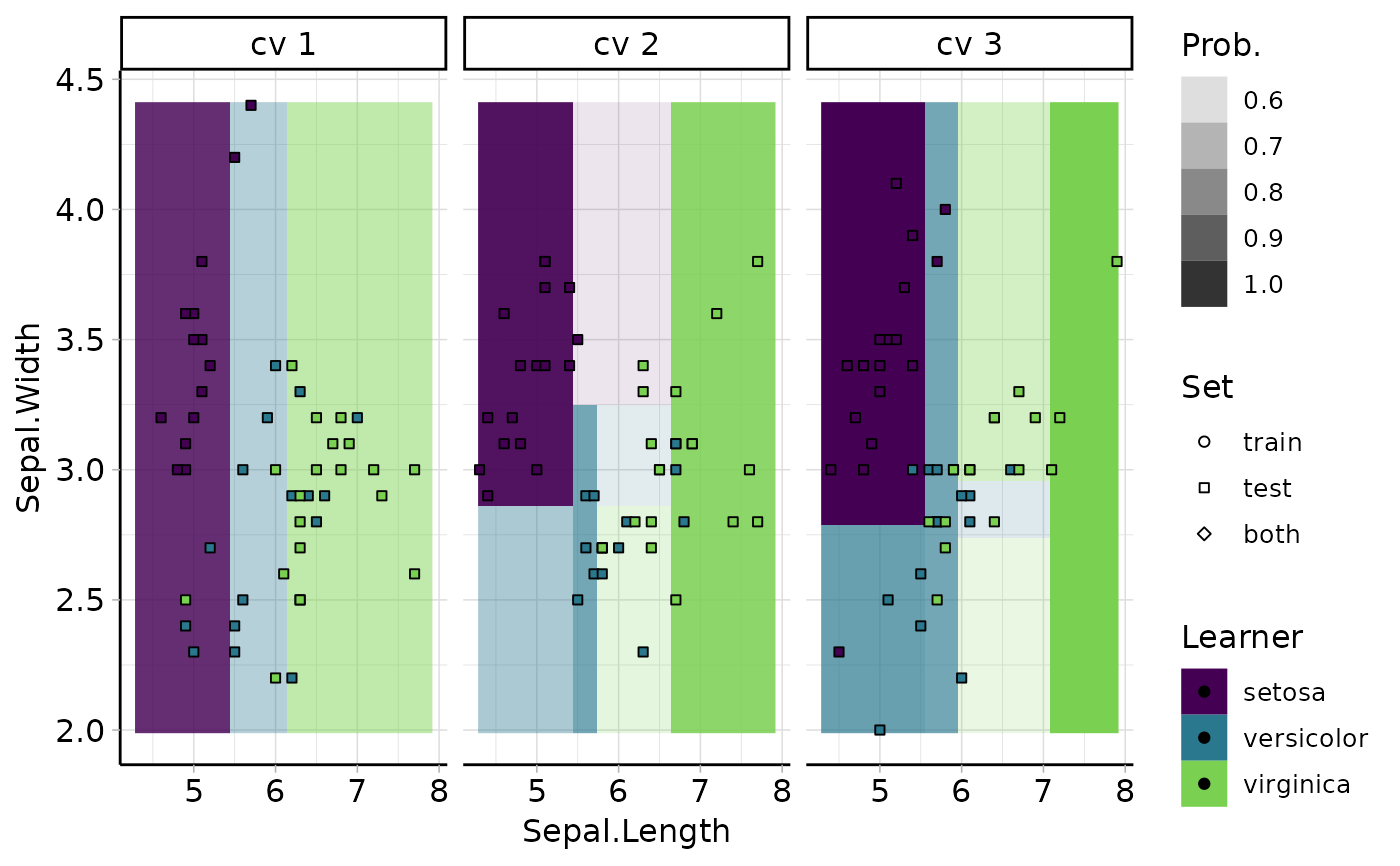 cv 1
cv 2
cv 3
4.5
4.0
3.5
3.0
2.5
2.0
Sepal.Width
5 6 7 8
5 6 7 8
5 6 7 8
Sepal.Length
Prob.
0.6
0.7
0.8
0.9
1.0
Set
train
test
both
Learner
setosa
versicolor
virginica